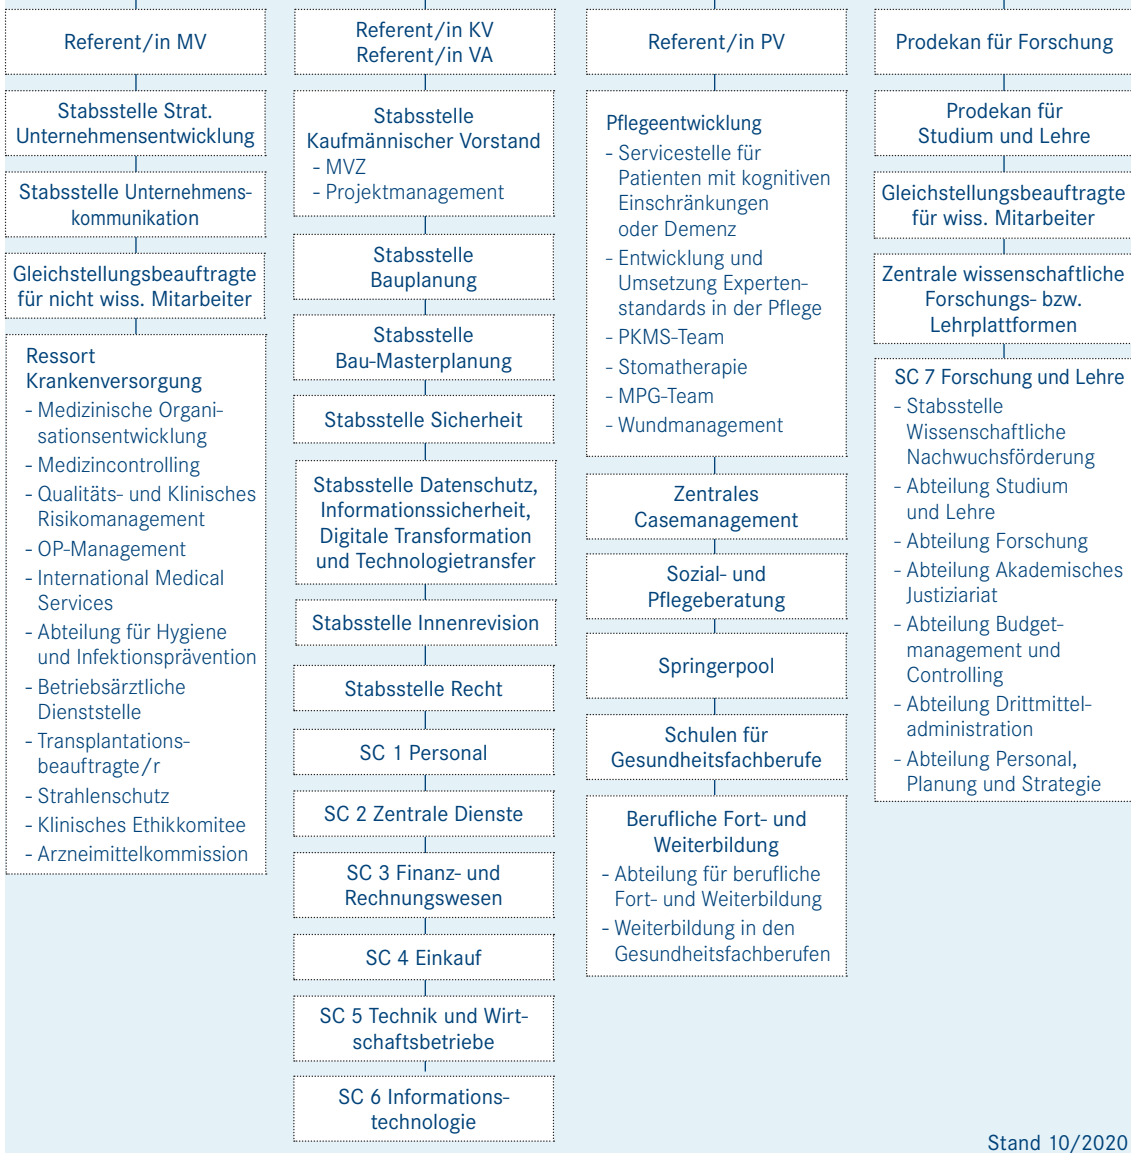 Referent/in MV
Stabsstelle Strat.
Unternehmensentwicklung
Stabsstelle Unternehmens-
kommunikation
Gleichstellungsbeauftragte
für nicht wiss. Mitarbeiter
Ressort
Krankenversorgung
- Medizinische Organi-
sationsentwicklung
- Medizincontrolling
- Qualitäts- und Klinisches
Risikomanagement
- OP-Management
- International Medical
Services
- Abteilung für Hygiene
und Infektionsprävention
- Betriebsärztliche
Dienststelle
- Transplantations-
beauftragte/r
- Strahlenschutz
- Klinisches Ethikkomitee
- Arzneimittelkommission
Referent/in KV
Referent/in VA
Stabsstelle
Kaufmännischer Vorstand
- MVZ
- Projektmanagement
Stabsstelle
Bauplanung
Stabsstelle
Bau-Masterplanung
Stabsstelle Sicherheit
Stabsstelle Datenschutz,
Informationssicherheit,
Digitale Transformation
und Technologietransfer
Stabsstelle Innenrevision
Stabsstelle Recht
SC 1 Personal
SC 2 Zentrale Dienste
SC 3 Finanz- und
Rechnungswesen
SC 4 Einkauf
SC 5 Technik und Wirt-
schaftsbetriebe
SC 6 Informations-
technologie
Referent/in PV
Pflegeentwicklung
- Servicestelle für
Patienten mit kognitiven
Einschränkungen
oder Demenz
- Entwicklung und
Umsetzung Experten-
standards in der Pflege
- PKMS-Team
- Stomatherapie
- MPG-Team
- Wundmanagement
Zentrales
Casemanagement
Sozial- und
Pflegeberatung
Springerpool
Schulen für
Gesundheitsfachberufe
Berufliche Fort- und
Weiterbildung
- Abteilung für berufliche
Fort- und Weiterbildung
- Weiterbildung in den
Gesundheitsfachberufen
Prodekan für Forschung
Prodekan für
Studium und Lehre
Gleichstellungsbeauftragte
für wiss. Mitarbeiter
Zentrale wissenschaftliche
Forschungs- bzw.
Lehrplattformen
SC 7 Forschung und Lehre
- Stabsstelle
Wissenschaftliche
Nachwuchsförderung
- Abteilung Studium
und Lehre
- Abteilung Forschung
- Abteilung Akademisches
Justiziariat
- Abteilung Budget-
management und
Controlling
- Abteilung Drittmittel-
administration
- Abteilung Personal,
Planung und Strategie
Stand 10/2020